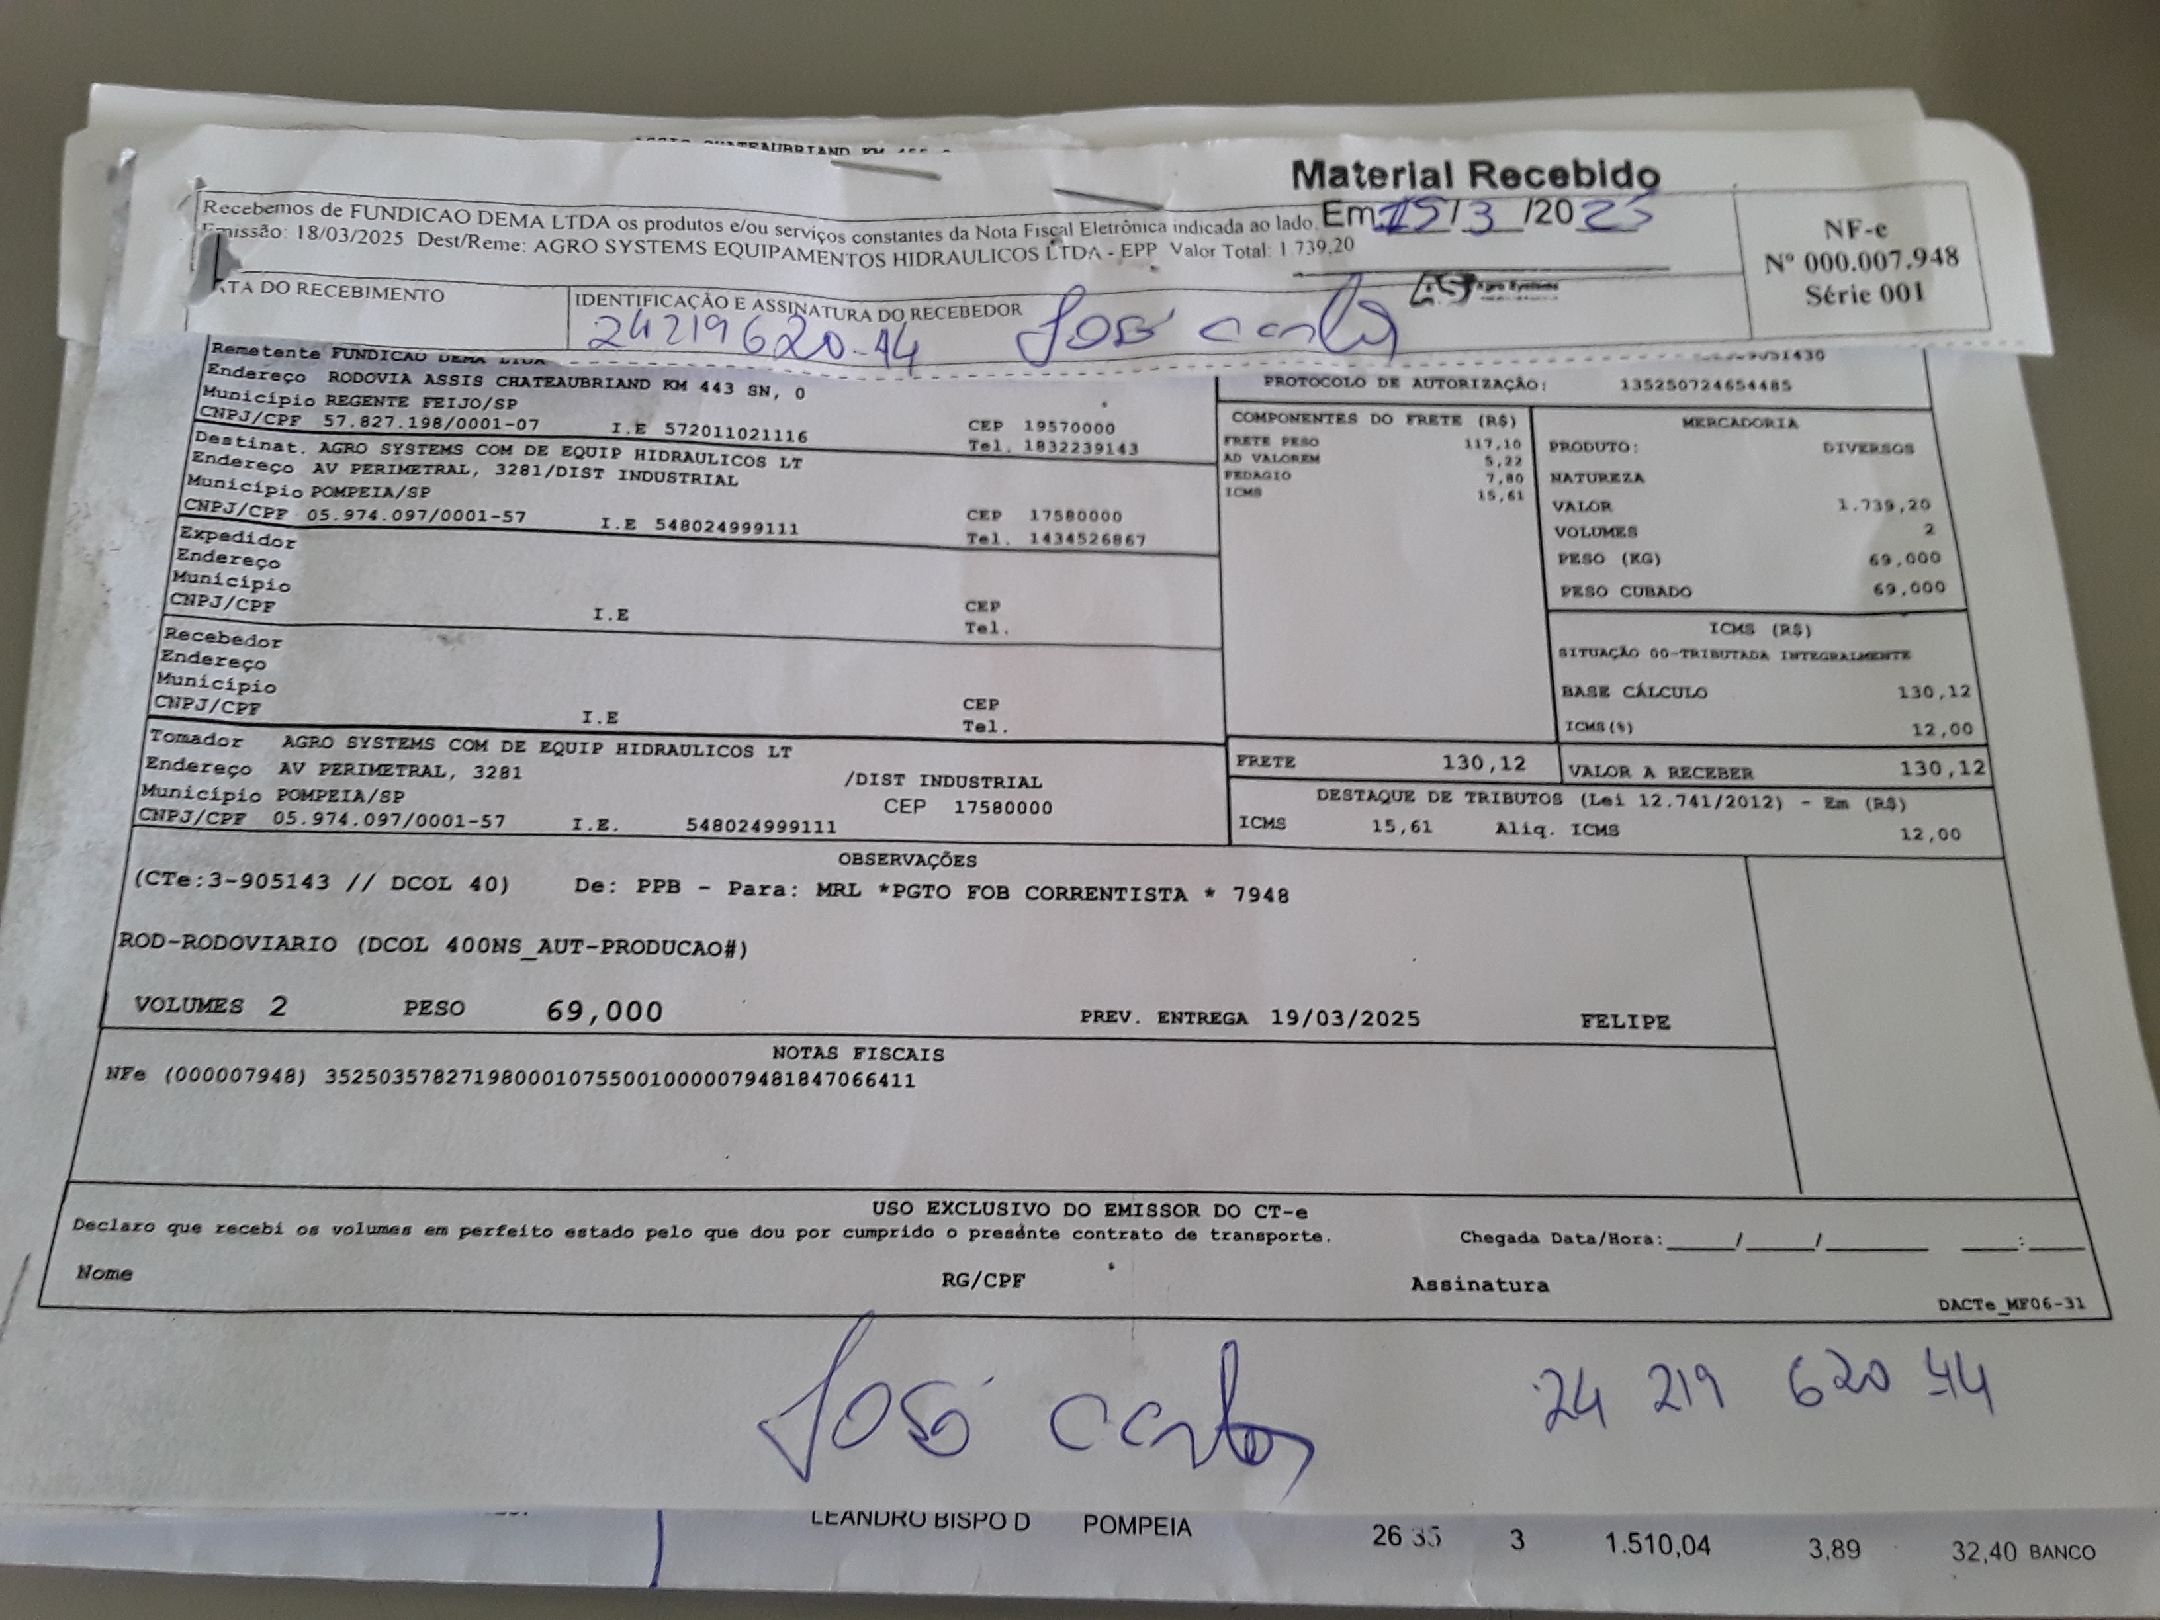 Material Recebido
Recebemos de FUNDICAO DEMA LTDA os produtos e/ou serviços constantes da Nota Fiscal Eletrônica indicada ao lado. Em /3 /20
Emissão: 18/03/2025 Dest/Reme: AGRO SYSTEMS EQUIPAMENTOS HIDRAULICOS LTDA - EPP Valor Total: 1.739,20
NF-e
Nº 000.007.948
Série 001
AS Agro Systems
ATA DO RECEBIMENTO
IDENTIFICAÇÃO E ASSINATURA DO RECEBEDOR
24219620-44 José Carlos
Remetente FUNDICAO DEMA LTDA
Endereço RODOVIA ASSIS CHATEAUBRIAND KM 443 SN, 0
Município REGENTE FEIJO/SP CEP 19570000
CNPJ/CPF 57.827.198/0001-07 I.E 572011021116 Tel. 1832239143
Destinat. AGRO SYSTEMS COM DE EQUIP HIDRAULICOS LT
Endereço AV PERIMETRAL, 3281/DIST INDUSTRIAL
Município POMPEIA/SP CEP 17580000
CNPJ/CPF 05.974.097/0001-57 I.E 548024999111 Tel. 1434526867
Expedidor
Endereço
Município CEP
CNPJ/CPF I.E Tel.
Recebedor
Endereço
Município CEP
CNPJ/CPF I.E Tel.
Tomador AGRO SYSTEMS COM DE EQUIP HIDRAULICOS LT
Endereço AV PERIMETRAL, 3281 /DIST INDUSTRIAL
Município POMPEIA/SP CEP 17580000
CNPJ/CPF 05.974.097/0001-57 I.E. 548024999111
PROTOCOLO DE AUTORIZAÇÃO: 135250724654485
COMPONENTES DO FRETE (R$)
FRETE PESO 117,10
AD VALOREM 5,22
PEDAGIO 7,80
ICMS 15,61
MERCADORIA
PRODUTO: DIVERSOS
NATUREZA
VALOR 1.739,20
VOLUMES 2
PESO (KG) 69,000
PESO CUBADO 69,000
ICMS (R$)
SITUAÇÃO 00-TRIBUTADA INTEGRALMENTE
BASE CÁLCULO 130,12
ICMS(%) 12,00
FRETE 130,12 VALOR A RECEBER 130,12
DESTAQUE DE TRIBUTOS (Lei 12.741/2012) - Em (R$)
ICMS 15,61 Aliq. ICMS 12,00
OBSERVAÇÕES
(CTe:3-905143 // DCOL 40) De: PPB - Para: MRL *PGTO FOB CORRENTISTA * 7948
ROD-RODOVIARIO (DCOL 400NS_AUT-PRODUCAO#)
VOLUMES 2 PESO 69,000 PREV. ENTREGA 19/03/2025 FELIPE
NOTAS FISCAIS
NFe (000007948) 35250357827198000107550010000079481847066411
USO EXCLUSIVO DO EMISSOR DO CT-e
Declaro que recebi os volumes em perfeito estado pelo que dou por cumprido o presente contrato de transporte. Chegada Data/Hora:_____/_____/_______ ____:____
Nome RG/CPF Assinatura
DACTe_MF06-31
José Carlos 24 219 620 44
LEANDRO BISPO D POMPEIA 26 35 3 1.510,04 3,89 32,40 BANCO